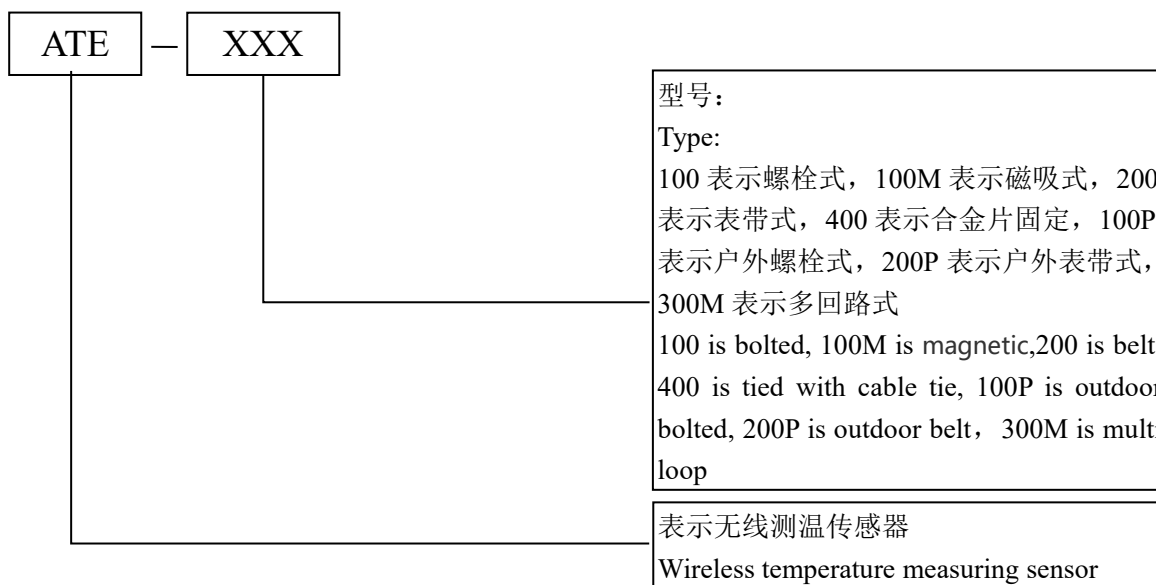 ATE — XXX
型号：
Type:
100 表示螺栓式，100M 表示磁吸式，200
表示表带式，400 表示合金片固定，100P
表示户外螺栓式，200P 表示户外表带式，
300M 表示多回路式
100 is bolted, 100M is magnetic,200 is belt
400 is tied with cable tie, 100P is outdoor
bolted, 200P is outdoor belt，300M is mult
loop
表示无线测温传感器
Wireless temperature measuring sensor